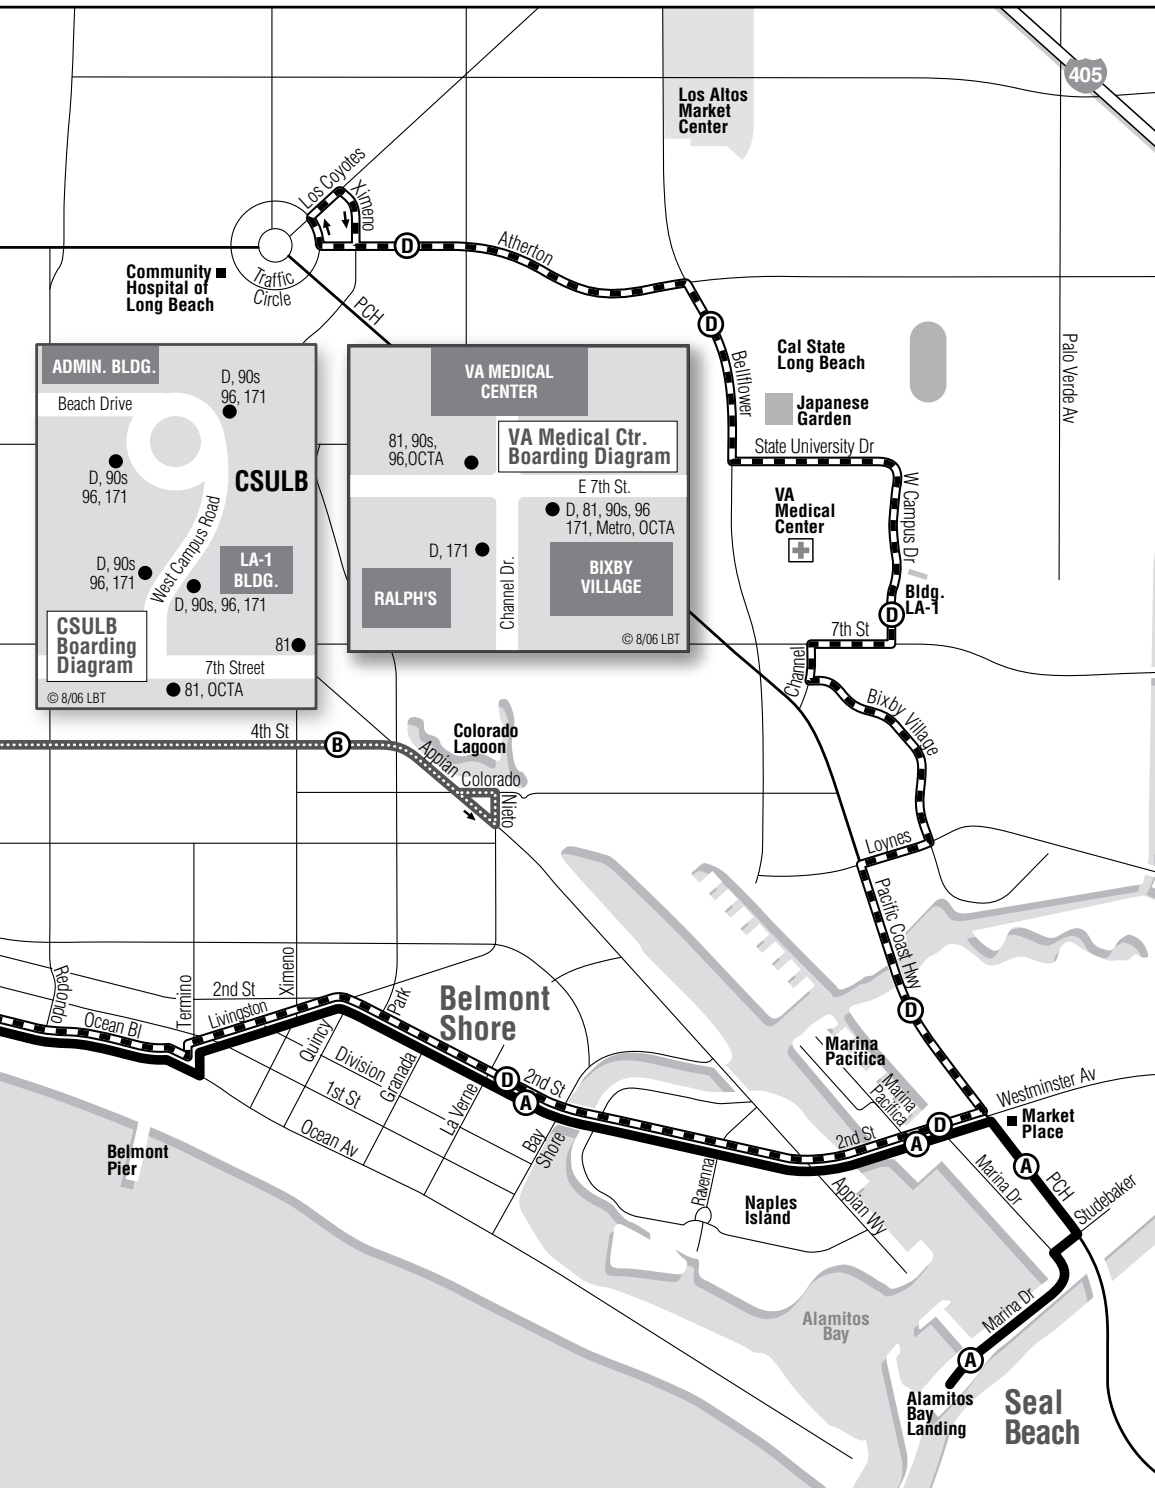 405
Los Altos
Market
Center
Los Coyotes
Ximeno
D
Atherton
Community
Hospital of
Long Beach
Traffic
Circle
PCH
D
Bellflower
Cal State
Long Beach
Palo Verde Av
Japanese
Garden
State University Dr
VA
Medical
Center
W Campus Dr
Bldg.
LA-1
D
7th St
Channel
Bixby Village
ADMIN. BLDG.
Beach Drive
D, 90s
96, 171
D, 90s
96, 171
CSULB
West Campus Road
D, 90s
96, 171
LA-1
BLDG.
D, 90s, 96, 171
CSULB
Boarding
Diagram
81
7th Street
© 8/06 LBT
81, OCTA
VA MEDICAL
CENTER
81, 90s,
96,OCTA
VA Medical Ctr.
Boarding Diagram
E 7th St.
D, 81, 90s, 96
171, Metro, OCTA
D, 171
Channel Dr.
RALPH'S
BIXBY
VILLAGE
© 8/06 LBT
4th St
B
Colorado
Lagoon
Appian
Colorado
Nieto
Loynes
Pacific Coast Hwy
D
Redondo
Termino
Ximeno
2nd St
Livingston
Ocean Bl
Quincy
Park
Belmont
Shore
Division
Granada
1st St
La Verne
Ocean Av
D
2nd St
A
Bay
Shore
Marina
Pacifica
Marina
Pacifica
Westminster Av
Market
Place
D
2nd St
A
A
PCH
Marina Dr
Studebaker
Belmont
Pier
Ravenna
Naples
Island
Appian Wy
Alamitos
Bay
Marina Dr
A
Alamitos
Bay
Landing
Seal
Beach